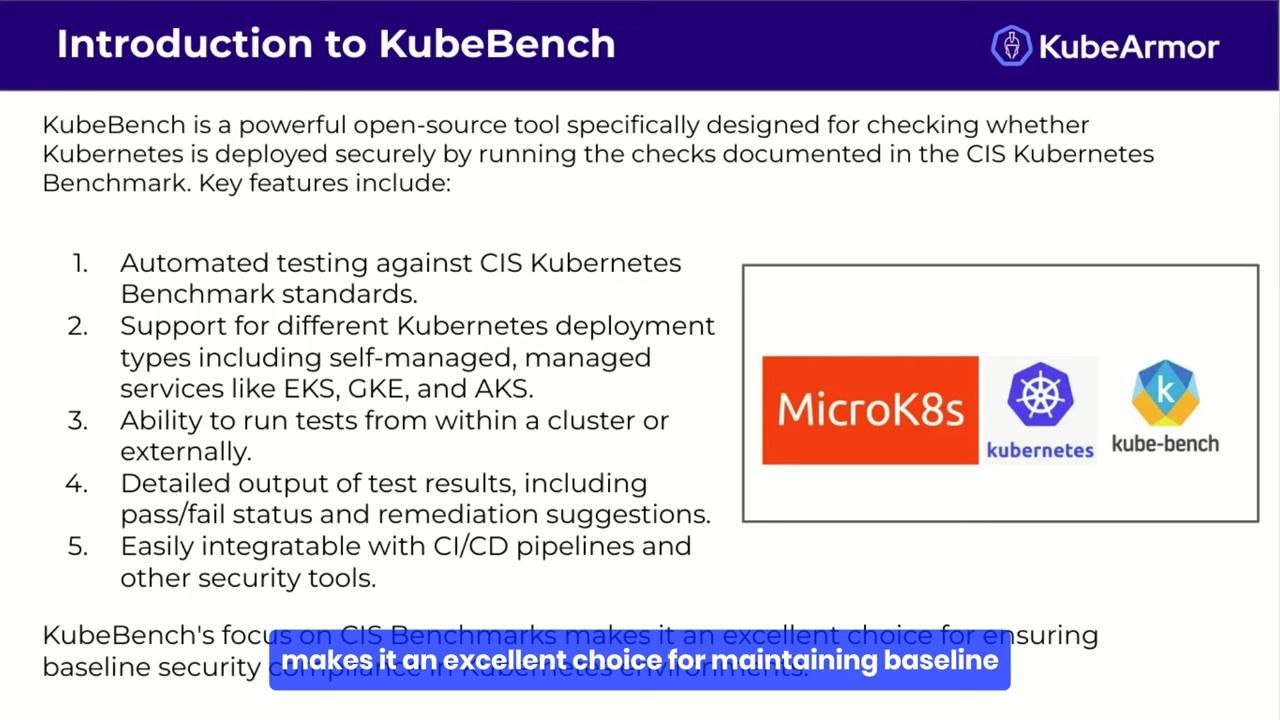 Introduction to KubeBench
KubeArmor
KubeBench is a powerful open-source tool specifically designed for checking whether
Kubernetes is deployed securely by running the checks documented in the CIS Kubernetes
Benchmark. Key features include:
1. Automated testing against CIS Kubernetes
Benchmark standards.
2. Support for different Kubernetes deployment
types including self-managed, managed
services like EKS, GKE, and AKS.
3. Ability to run tests from within a cluster or
externally.
4. Detailed output of test results, including
pass/fail status and remediation suggestions.
5. Easily integratable with CI/CD pipelines and
other security tools.
MicroK8s
kubernetes
k
kube-bench
KubeBench's focus on CIS Benchmarks makes it an excellent choice for ensuring
baseline security compliance in Kubernetes environments.
makes it an excellent choice for maintaining baseline